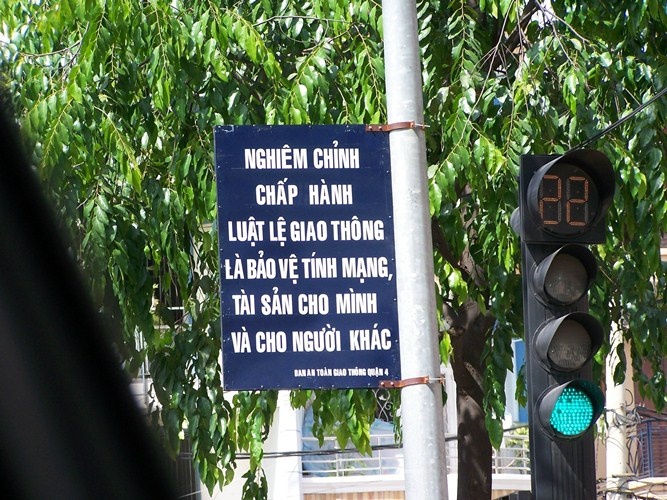 NGHIÊM CHỈNH
CHẤP HÀNH
LUẬT LỆ GIAO THÔNG
LÀ BẢO VỆ TÍNH MẠNG,
TÀI SẢN CHO MÌNH
VÀ CHO NGƯỜI KHÁC
BAN AN TOÀN GIAO THÔNG QUẬN 4
22